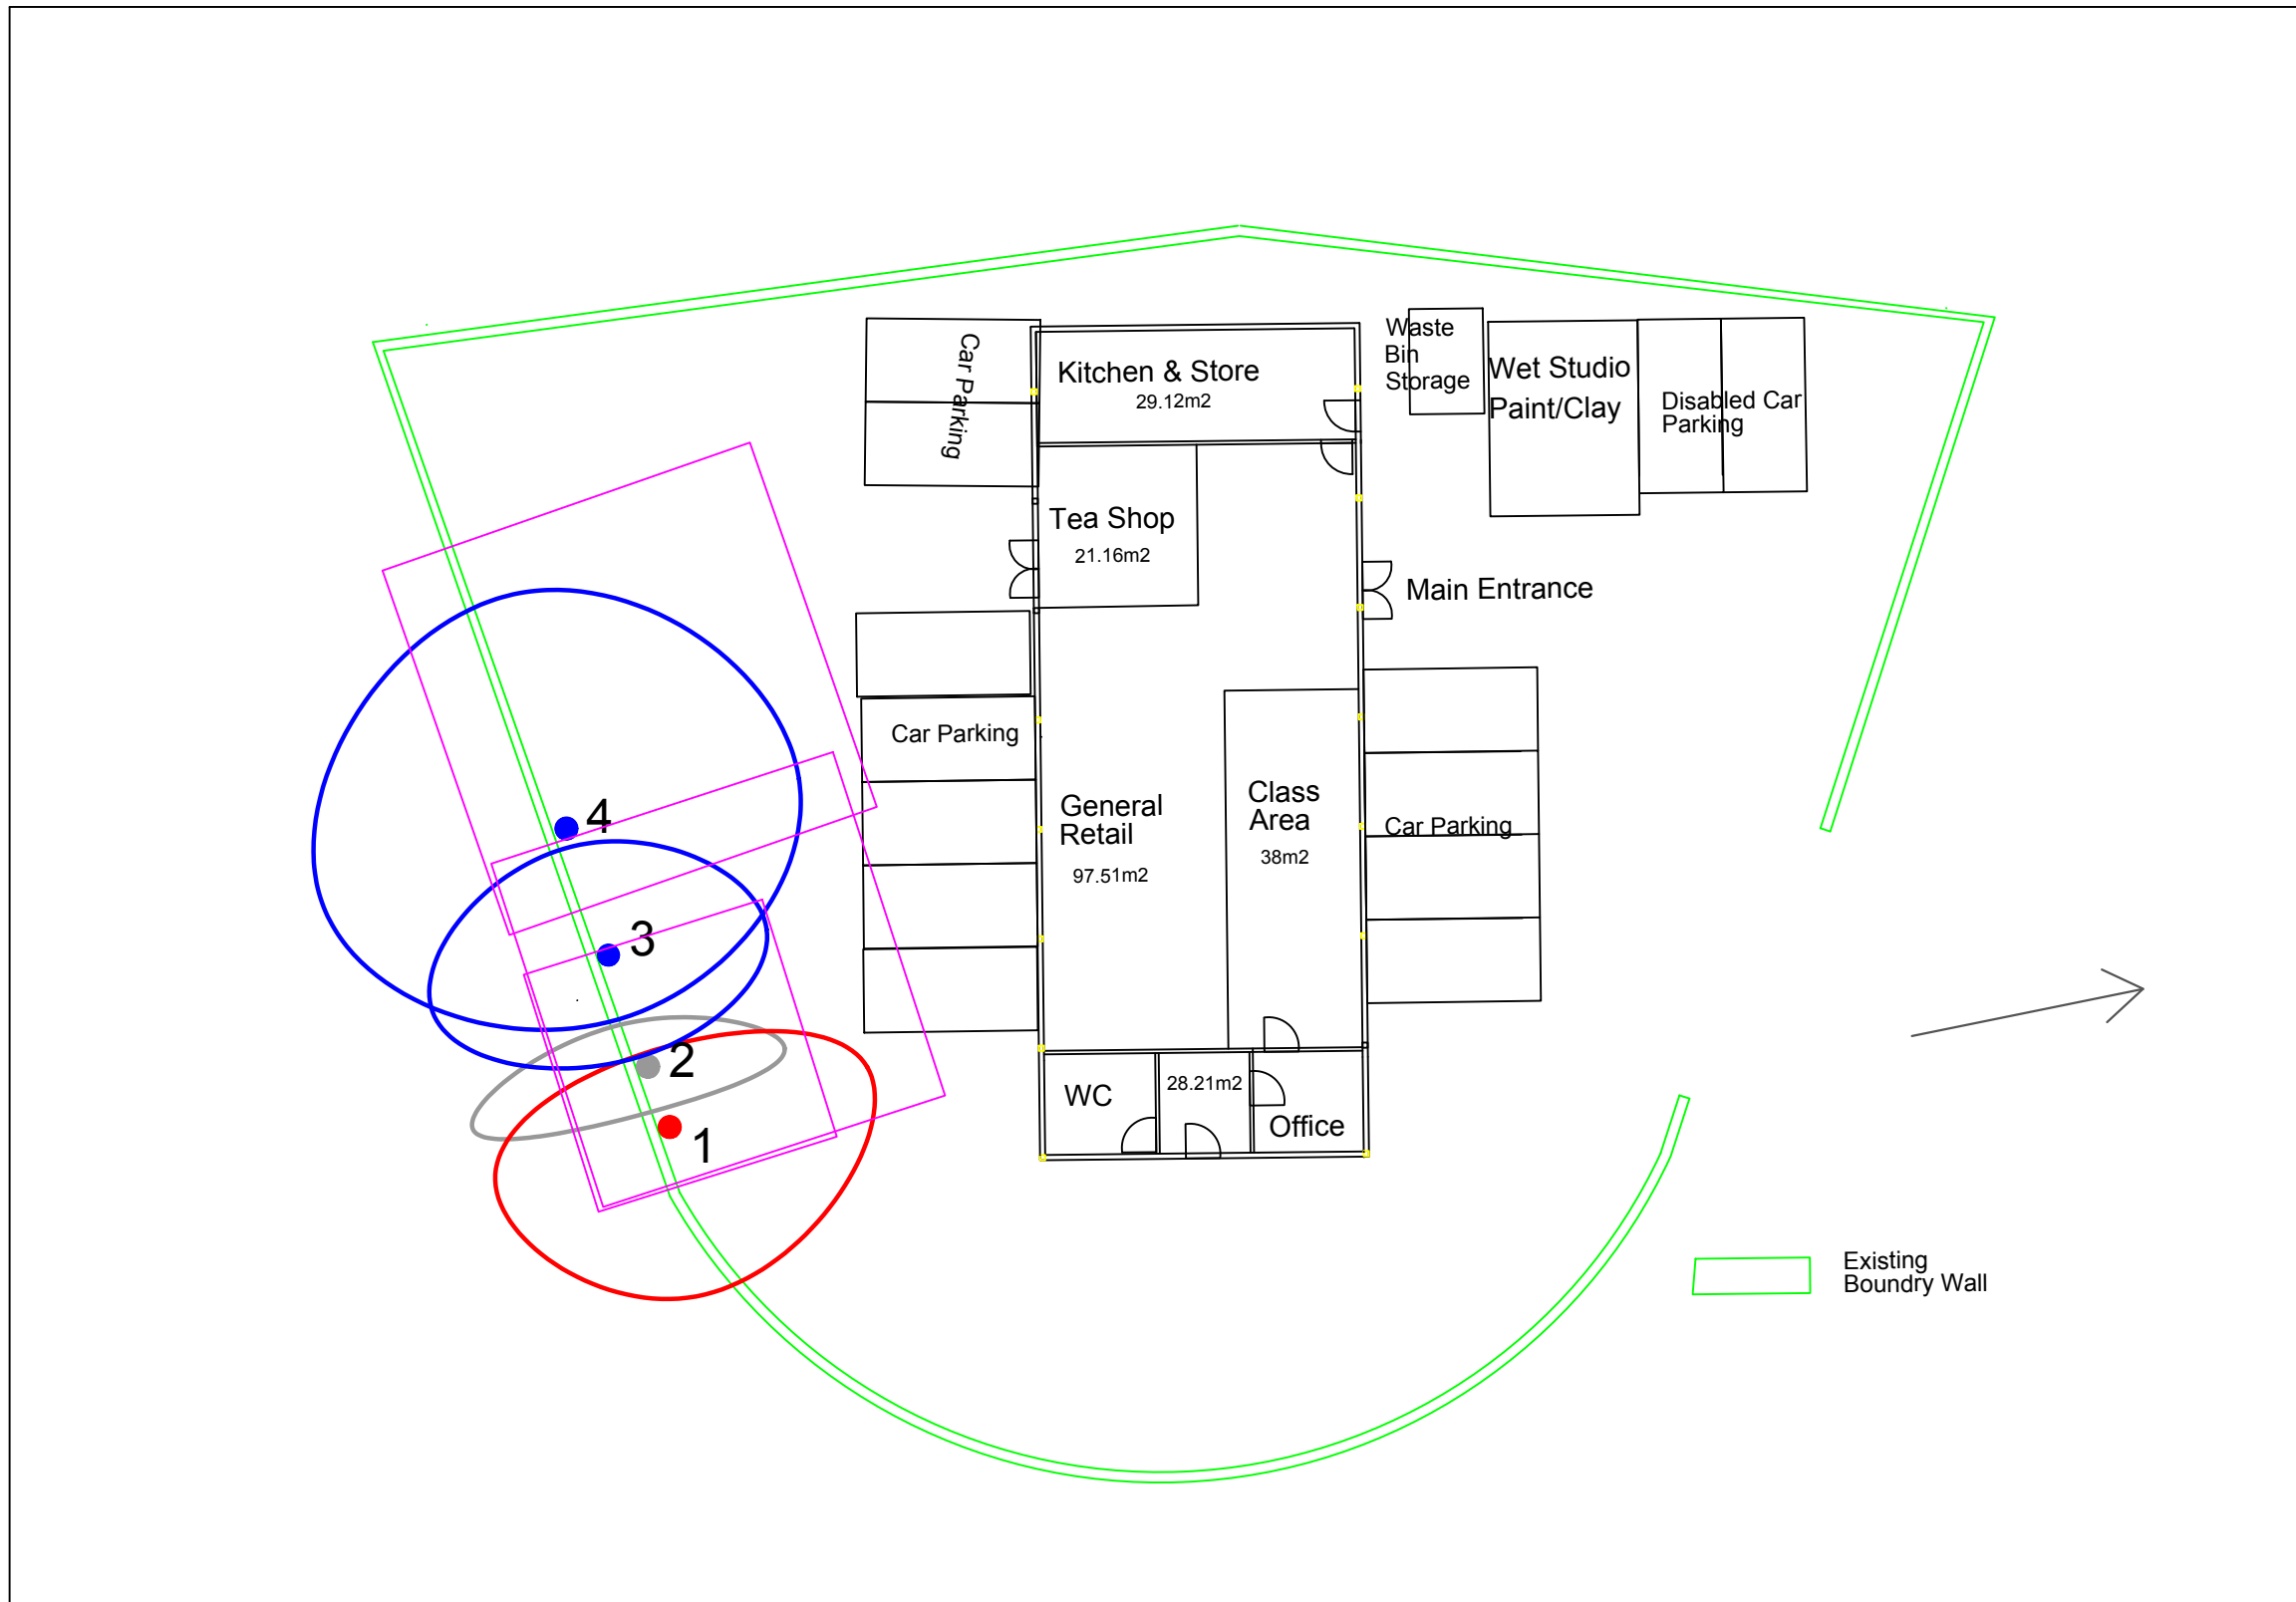 Car Parking
Kitchen & Store
29.12m2
Waste
Bin
Storage
Wet Studio
Paint/Clay
Disabled Car
Parking
Tea Shop
21.16m2
Main Entrance
Car Parking
General
Retail
97.51m2
Class
Area
38m2
Car Parking
4
3
2
1
WC
28.21m2
Office
Existing
Boundry Wall